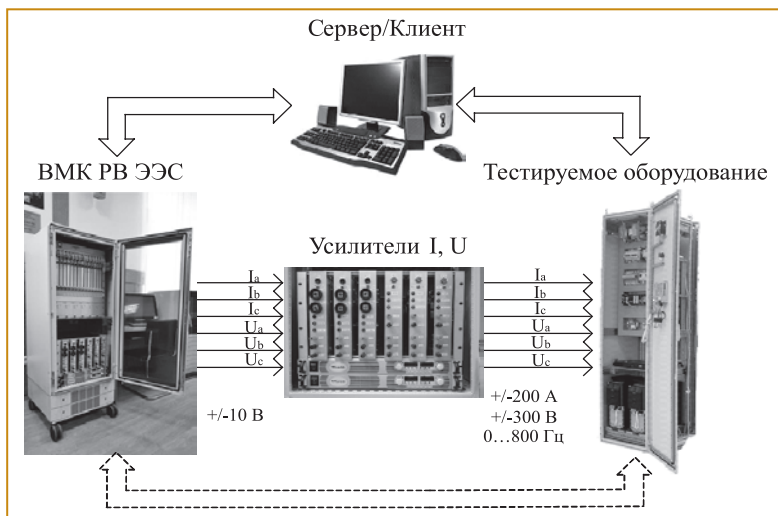 Сервер/Клиент
ВМК РВ ЭЭС
Тестируемое оборудование
Усилители I, U
Ia
Ib
Ic
Ua
Ub
Uc
Ia
Ib
Ic
Ua
Ub
Uc
+/-10 В
+/-200 А
+/-300 В
0...800 Гц